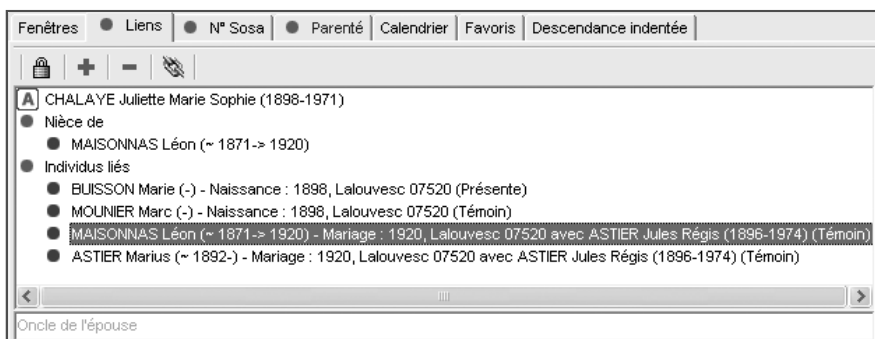 Fenêtres Liens N° Sosa Parenté Calendrier Favoris Descendance indentée
A CHALAYE Juliette Marie Sophie (1898-1971)
Nièce de
MAISONNAS Léon (~ 1871-> 1920)
Individus liés
BUISSON Marie (-) - Naissance : 1898, Lalouvesc 07520 (Présente)
MOUNIER Marc (-) - Naissance : 1898, Lalouvesc 07520 (Témoin)
MAISONNAS Léon (~ 1871-> 1920) - Mariage : 1920, Lalouvesc 07520 avec ASTIER Jules Régis (1896-1974) (Témoin)
ASTIER Marius (~ 1892-) - Mariage : 1920, Lalouvesc 07520 avec ASTIER Jules Régis (1896-1974) (Témoin)
Oncle de l'épouse